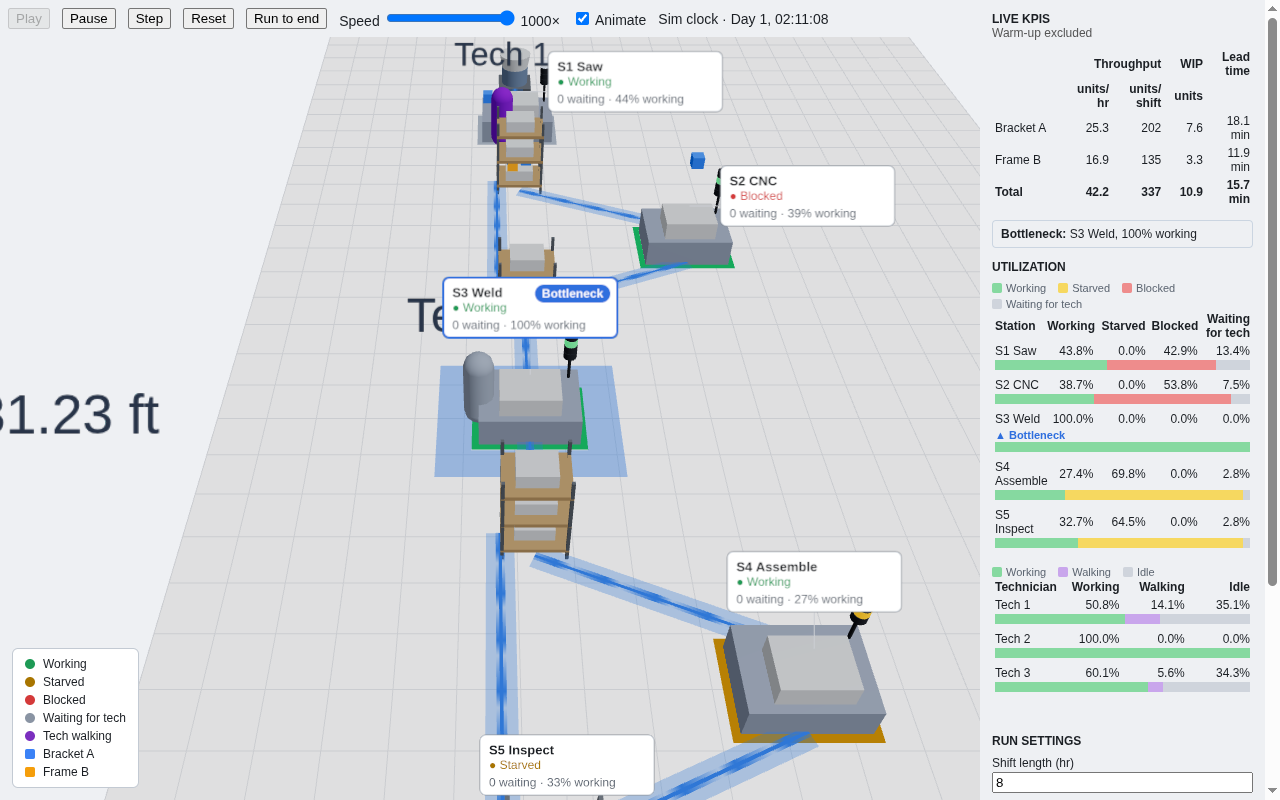 Play Pause Step Reset Run to end Speed 1000× Animate Sim clock · Day 1, 02:11:08
Tech 1
S1 Saw
● Working
0 waiting · 44% working
S2 CNC
● Blocked
0 waiting · 39% working
S3 Weld Bottleneck
● Working
0 waiting · 100% working
31.23 ft
S4 Assemble
● Working
0 waiting · 27% working
S5 Inspect
● Starved
0 waiting · 33% working
Working
Starved
Blocked
Waiting for tech
Tech walking
Bracket A
Frame B
LIVE KPIS
Warm-up excluded
Throughput WIP Lead time
units/hr units/shift units
Bracket A 25.3 202 7.6 18.1 min
Frame B 16.9 135 3.3 11.9 min
Total 42.2 337 10.9 15.7 min
Bottleneck: S3 Weld, 100% working
UTILIZATION
Working Starved Blocked
Waiting for tech
Station Working Starved Blocked Waiting for tech
S1 Saw 43.8% 0.0% 42.9% 13.4%
S2 CNC 38.7% 0.0% 53.8% 7.5%
S3 Weld 100.0% 0.0% 0.0% 0.0%
▲ Bottleneck
S4 Assemble 27.4% 69.8% 0.0% 2.8%
S5 Inspect 32.7% 64.5% 0.0% 2.8%
Working Walking Idle
Technician Working Walking Idle
Tech 1 50.8% 14.1% 35.1%
Tech 2 100.0% 0.0% 0.0%
Tech 3 60.1% 5.6% 34.3%
RUN SETTINGS
Shift length (hr)
8